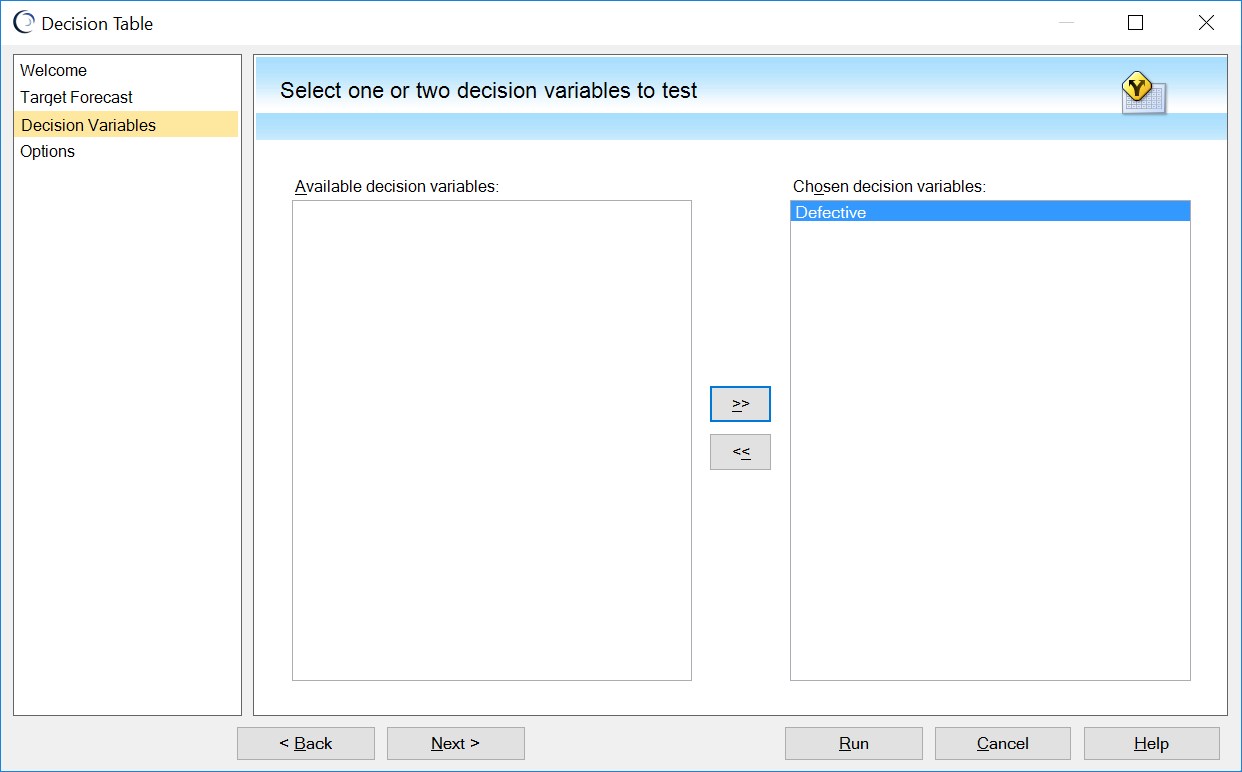 Decision Table
Welcome
Target Forecast
Decision Variables
Options
Select one or two decision variables to test
Available decision variables:
Chosen decision variables:
Defective
>>
<<
< Back
Next >
Run
Cancel
Help